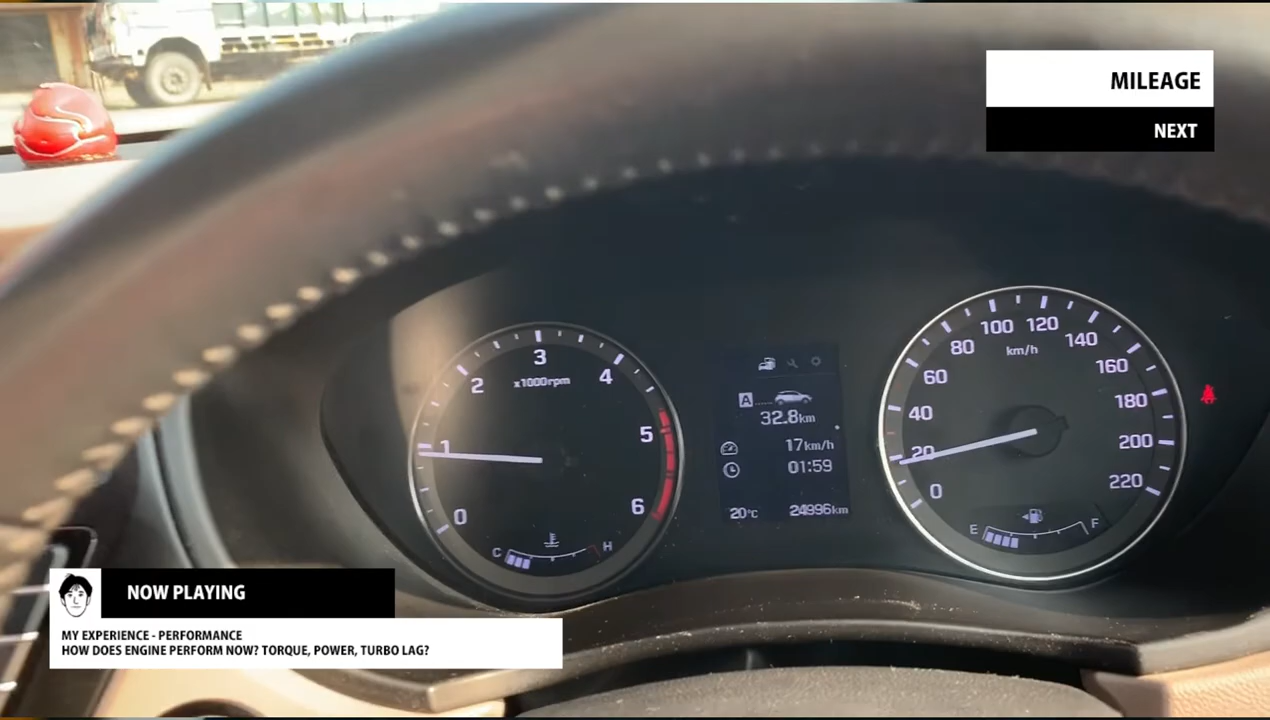 MILEAGE
NEXT
0
1
2
3
4
5
6
x1000rpm
C
H
A
32.8km
17km/h
01:59
20°C
24996km
0
20
40
60
80
100
120
140
160
180
200
220
km/h
E
F
NOW PLAYING
MY EXPERIENCE - PERFORMANCE
HOW DOES ENGINE PERFORM NOW? TORQUE, POWER, TURBO LAG?